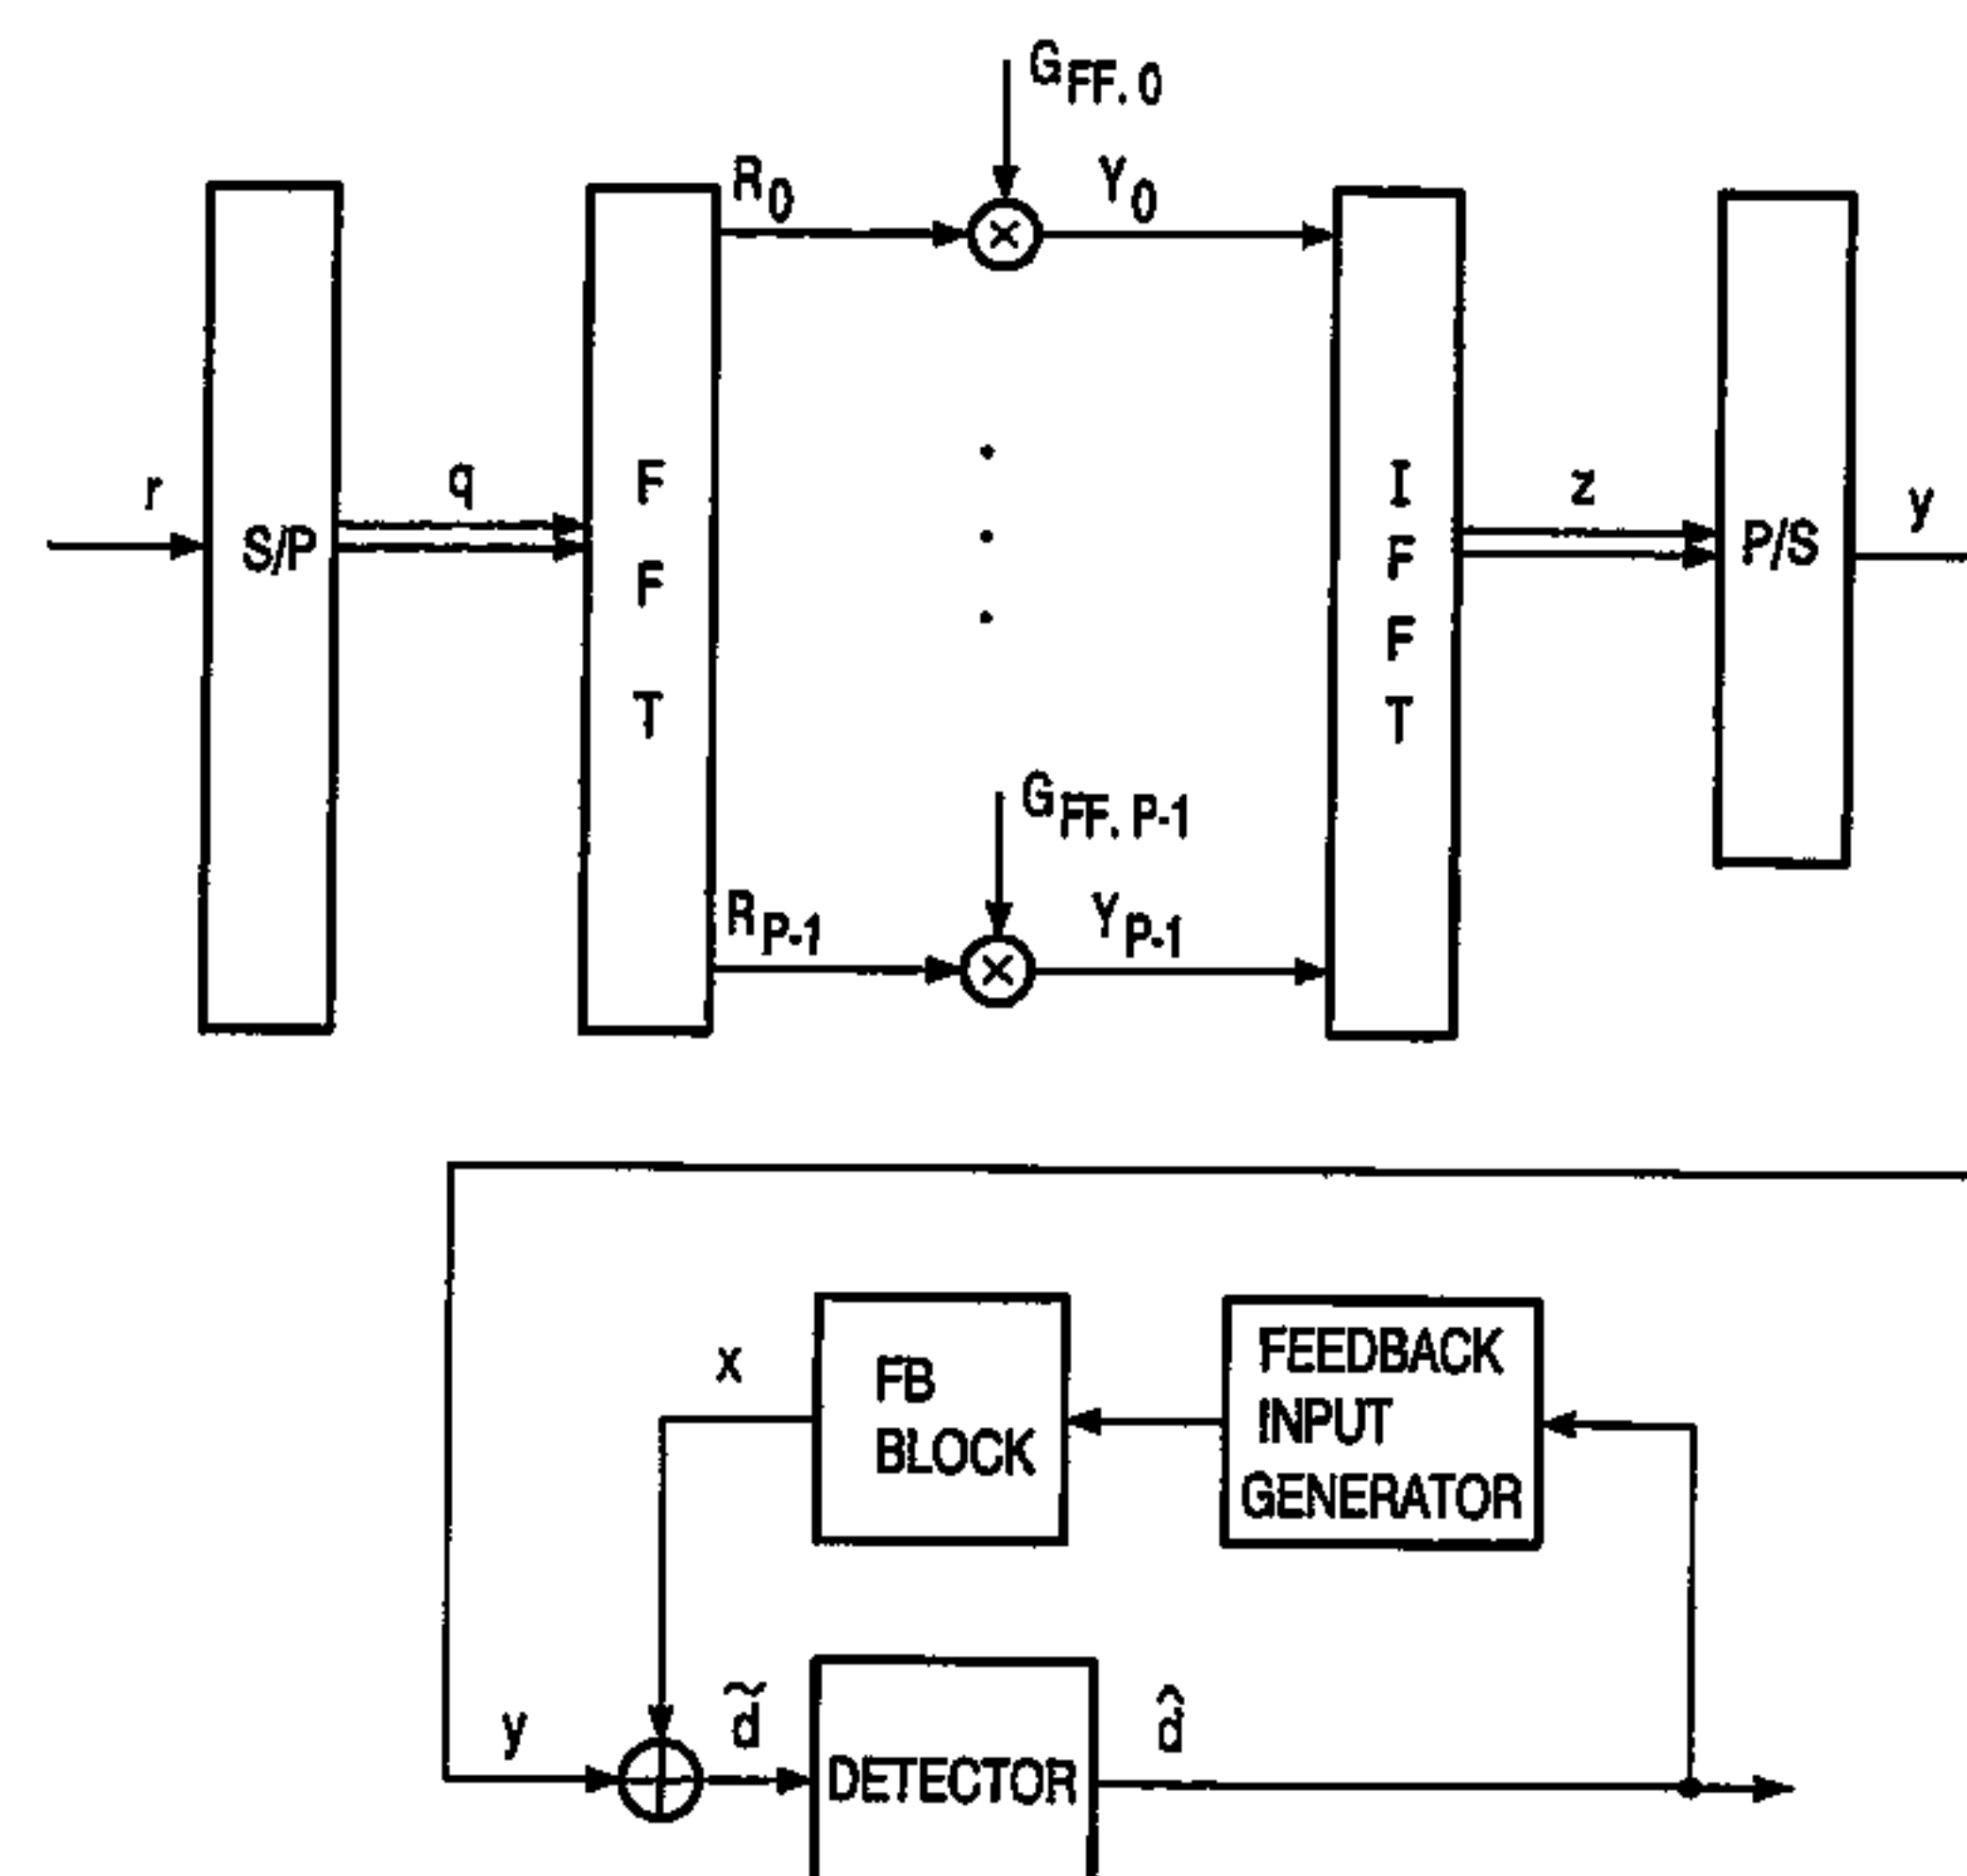 G_FF.0
R_0
Y_0
r
S/P
q
F
F
T
I
F
F
T
z
P/S
y
G_FF.P-1
R_P-1
Y_P-1
x
FB
BLOCK
FEEDBACK
INPUT
GENERATOR
y
d̃
DETECTOR
d̂